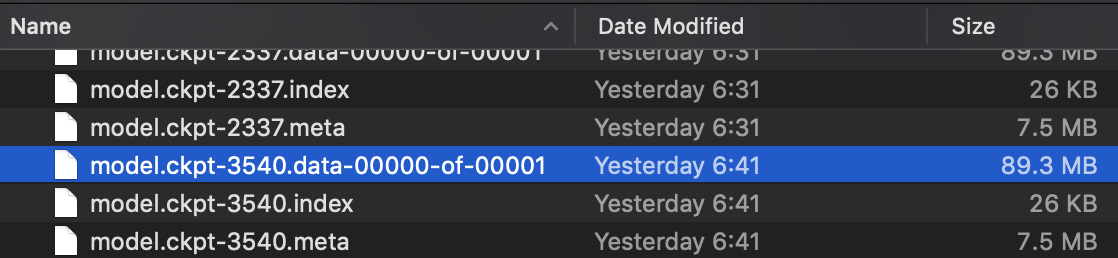 Name Date Modified Size
model.ckpt-2337.data-00000-of-00001 Yesterday 6:31 89.3 MB
model.ckpt-2337.index Yesterday 6:31 26 KB
model.ckpt-2337.meta Yesterday 6:31 7.5 MB
model.ckpt-3540.data-00000-of-00001 Yesterday 6:41 89.3 MB
model.ckpt-3540.index Yesterday 6:41 26 KB
model.ckpt-3540.meta Yesterday 6:41 7.5 MB